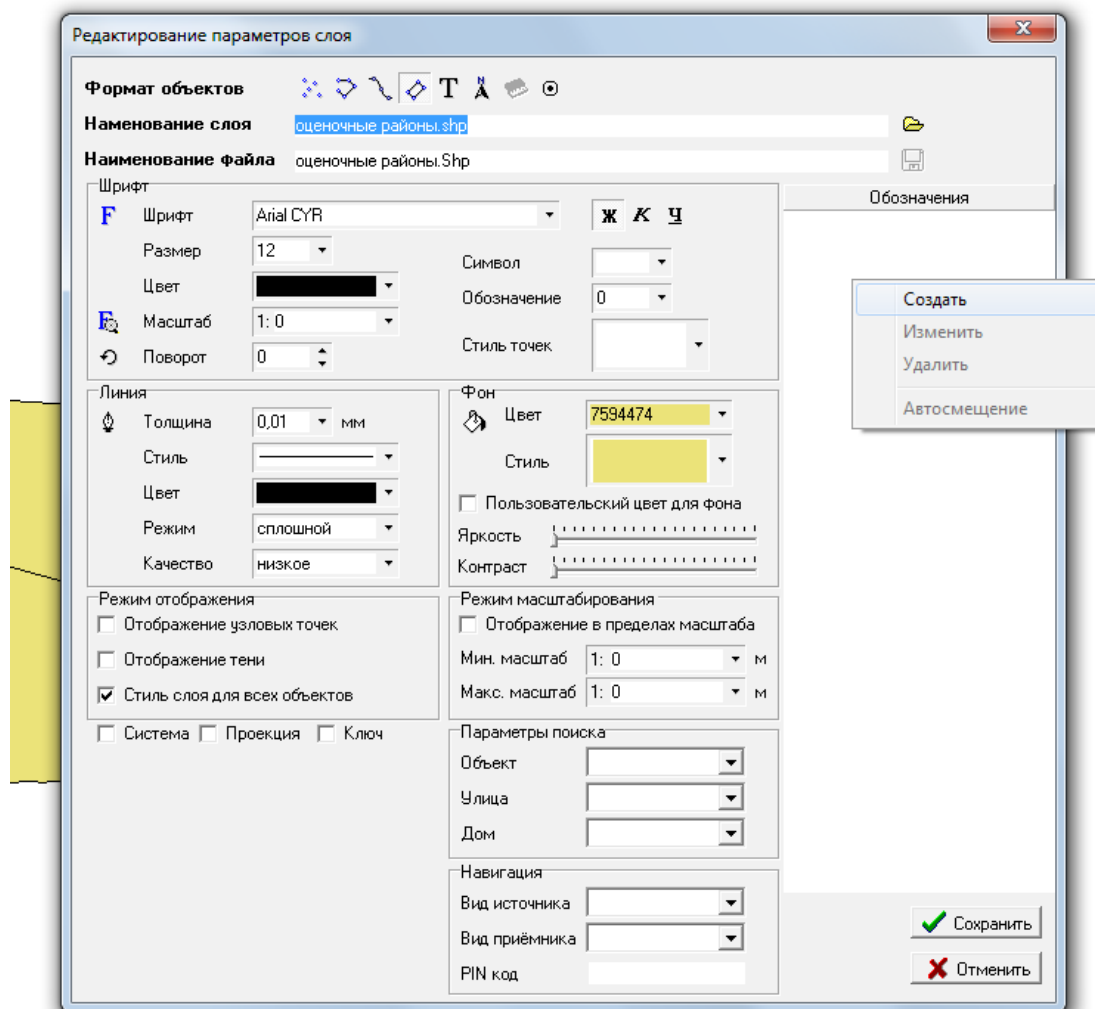 Редактирование параметров слоя
Формат объектов T N A
Наменование слоя оценочные районы.shp
Наименование файла оценочные районы.Shp
Шрифт
Обозначения
F Шрифт Arial CYR Ж К Ч
Размер 12
Символ
Цвет
Обозначение 0
F Масштаб 1: 0
Стиль точек
Поворот 0
Создать
Изменить
Удалить
Автосмещение
Линия
Толщина 0,01 мм
Стиль
Цвет
Режим сплошной
Качество низкое
Фон
Цвет 7594474
Стиль
Пользовательский цвет для фона
Яркость
Контраст
Режим отображения
Отображение узловых точек
Отображение тени
Стиль слоя для всех объектов
Система Проекция Ключ
Режим масштабирования
Отображение в пределах масштаба
Мин. масштаб 1: 0 м
Макс. масштаб 1: 0 м
Параметры поиска
Объект
Улица
Дом
Навигация
Вид источника
Вид приёмника
PIN код
Сохранить
Отменить